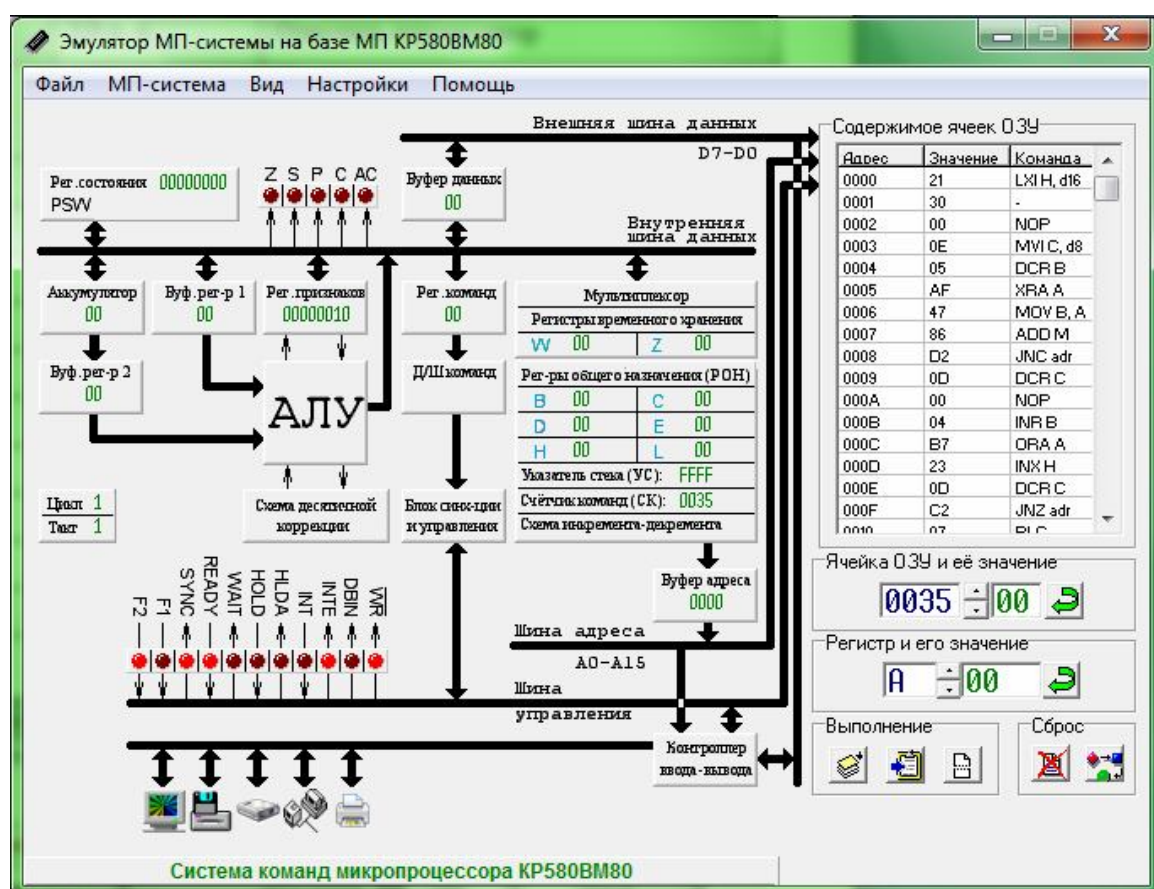 Эмулятор МП-системы на базе МП КР580ВМ80
Файл МП-система Вид Настройки Помощь
Внешняя шина данных
D7-D0
Рег.состояния 00000000
PSW
Z S P C AC
Буфер данных
00
Внутренняя
шина данных
Аккумулятор
00
Буф.рег-р 1
00
Рег.признаков
00000010
Рег.команд
00
Мультиплексор
Регистры временного хранения
W 00 Z 00
Буф.рег-р 2
00
АЛУ
Д/Ш команд
Рег-ры общего назначения (РОН)
B 00 C 00
D 00 E 00
H 00 L 00
Указатель стека (УС): FFFF
Счётчик команд (СК): 0035
Схема инкремента-декремента
Цикл 1
Такт 1
Схема десятичной
коррекции
Блок синх-ции
и управления
Буфер адреса
0000
F2 F1 SYNC READY WAIT HOLD HLDA INT INTE DBIN WR
Шина адреса
A0-A15
Шина
управления
Контроллер
ввода-вывода
Содержимое ячеек ОЗУ
Адрес Значение Команда
0000 21 LXI H, d16
0001 30 -
0002 00 NOP
0003 0E MVI C, d8
0004 05 DCR B
0005 AF XRA A
0006 47 MOV B, A
0007 86 ADD M
0008 D2 JNC adr
0009 0D DCR C
000A 00 NOP
000B 04 INR B
000C B7 ORA A
000D 23 INX H
000E 0D DCR C
000F C2 JNZ adr
0010 07 RLC
Ячейка ОЗУ и её значение
0035 00
Регистр и его значение
A 00
Выполнение Сброс
Система команд микропроцессора КР580ВМ80